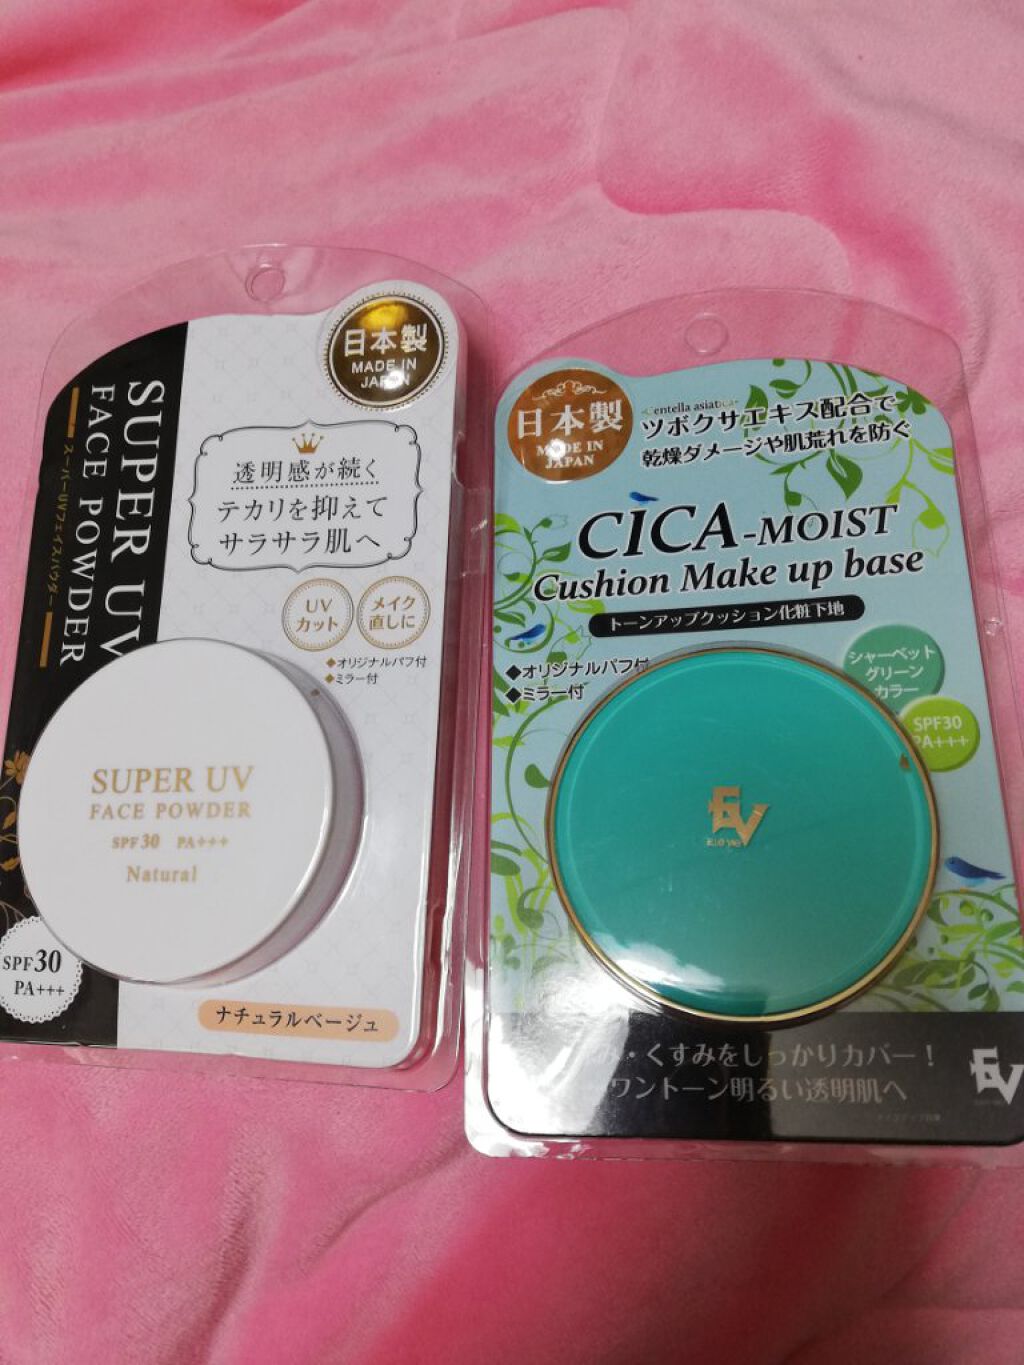 日本製
MADE IN
JAPAN
SUPER UV
FACE POWDER
スーパーUVフェイスパウダー
透明感が続く
テカリを抑えて
サラサラ肌へ
UV
カット
メイク
直しに
◆オリジナルパフ付
◆ミラー付
SUPER UV
FACE POWDER
SPF30 PA+++
Natural
SPF30
PA+++
ナチュラルベージュ
日本製
MADE IN
JAPAN
Centella asiatica
ツボクサエキス配合で
乾燥ダメージや肌荒れを防ぐ
CICA-MOIST
Cushion Make up base
トーンアップクッション化粧下地
◆オリジナルパフ付
◆ミラー付
シャーベット
グリーン
カラー
SPF30
PA+++
EV
み・くすみをしっかりカバー！
ワントーン明るい透明肌へ
EV